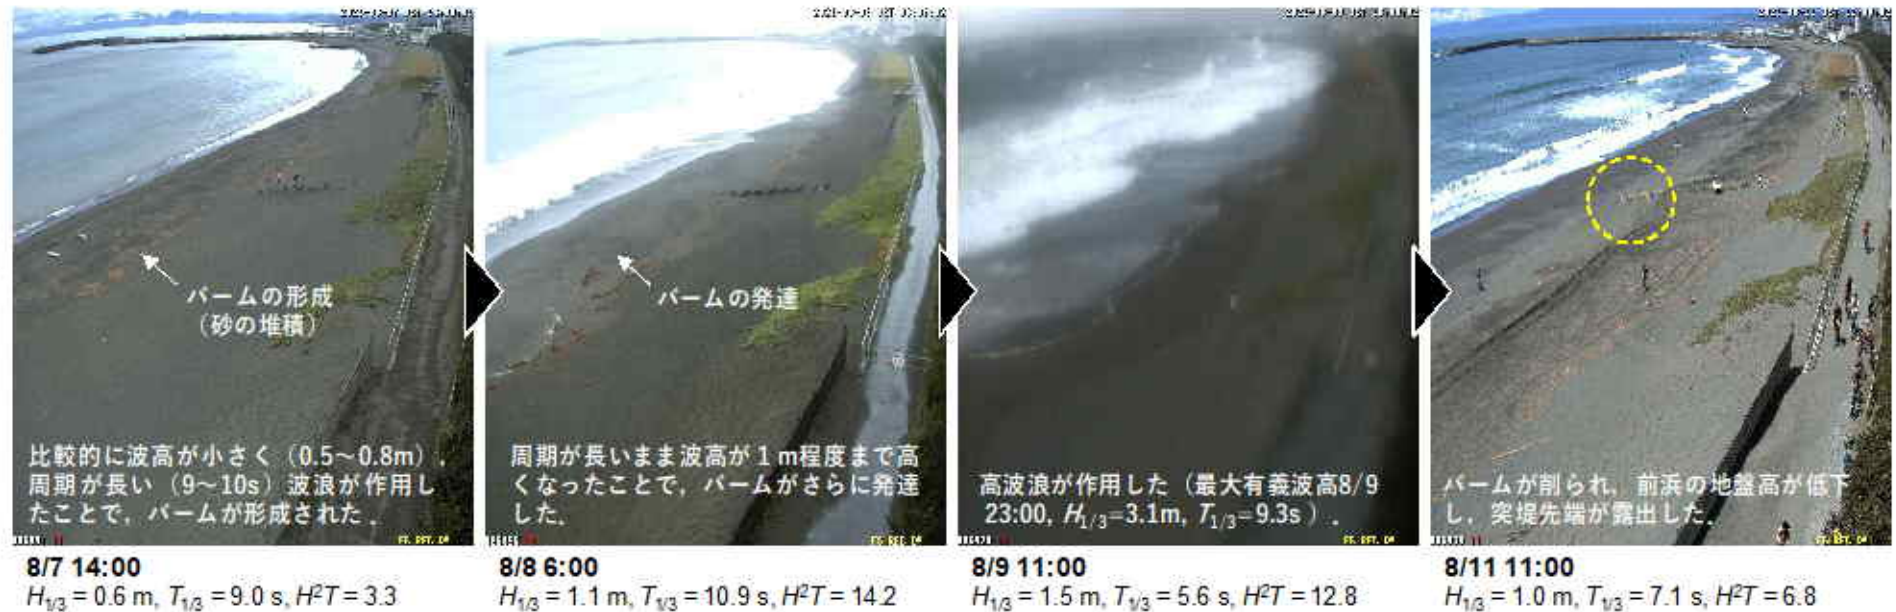 バームの形成
（砂の堆積）
比較的に波高が小さく（0.5～0.8m），
周期が長い（9～10s）波浪が作用し
たことで，バームが形成された．
8/7 14:00
H1/3 = 0.6 m, T1/3 = 9.0 s, H²T = 3.3
バームの発達
周期が長いまま波高が１m程度まで高
くなったことで，バームがさらに発達
した．
8/8 6:00
H1/3 = 1.1 m, T1/3 = 10.9 s, H²T = 14.2
高波浪が作用した（最大有義波高8/9
23:00, H1/3=3.1m, T1/3=9.3s ）．
8/9 11:00
H1/3 = 1.5 m, T1/3 = 5.6 s, H²T = 12.8
バームが削られ，前浜の地盤高が低下
し，突堤先端が露出した．
8/11 11:00
H1/3 = 1.0 m, T1/3 = 7.1 s, H²T = 6.8